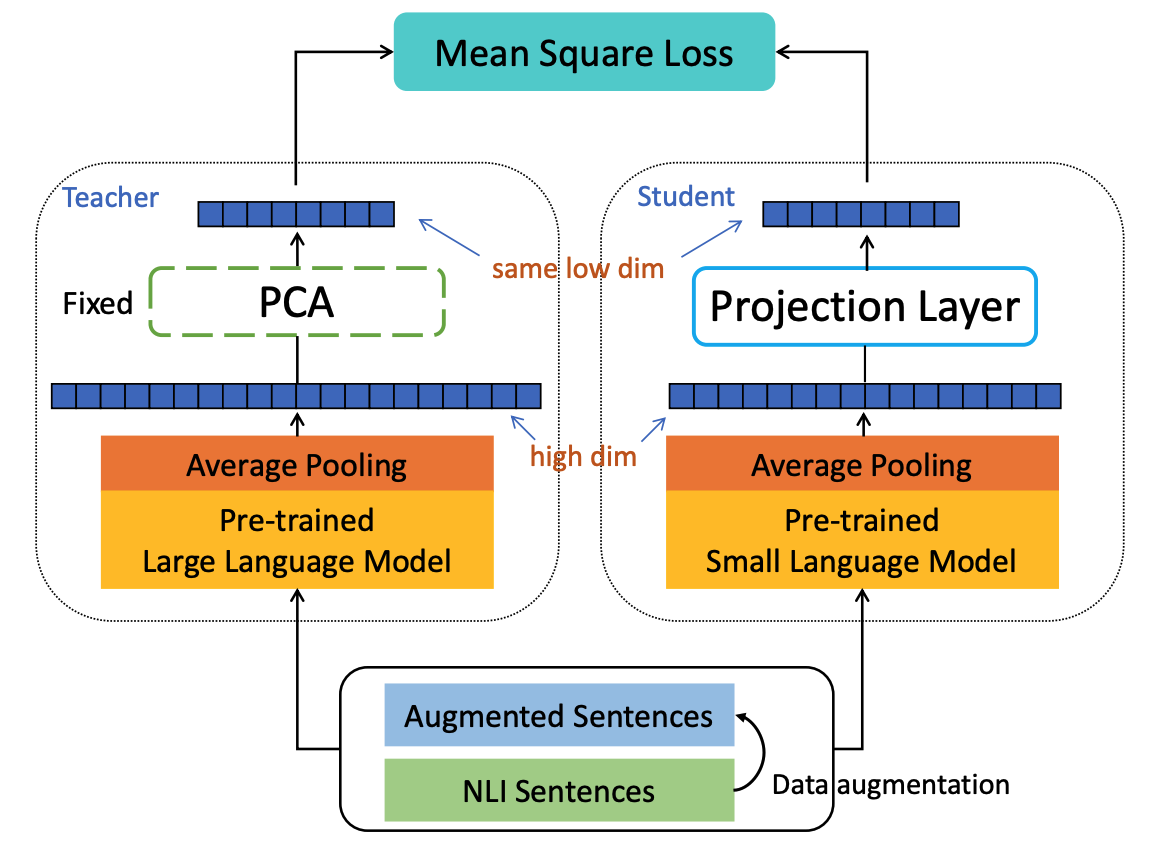 Mean Square Loss
Teacher
Student
same low dim
Fixed
PCA
Projection Layer
high dim
Average Pooling
Pre-trained
Large Language Model
Average Pooling
Pre-trained
Small Language Model
Augmented Sentences
NLI Sentences
Data augmentation